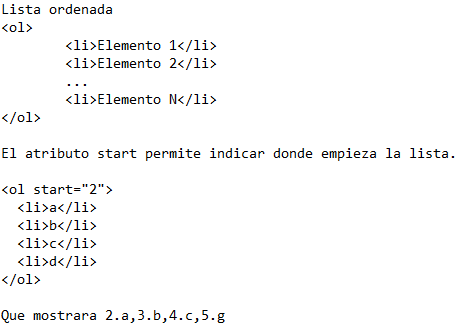 Lista ordenada
<ol>
<li>Elemento 1</li>
<li>Elemento 2</li>
...
<li>Elemento N</li>
</ol>
El atributo start permite indicar donde empieza la lista.
<ol start="2">
<li>a</li>
<li>b</li>
<li>c</li>
<li>d</li>
</ol>
Que mostrara 2.a,3.b,4.c,5.g